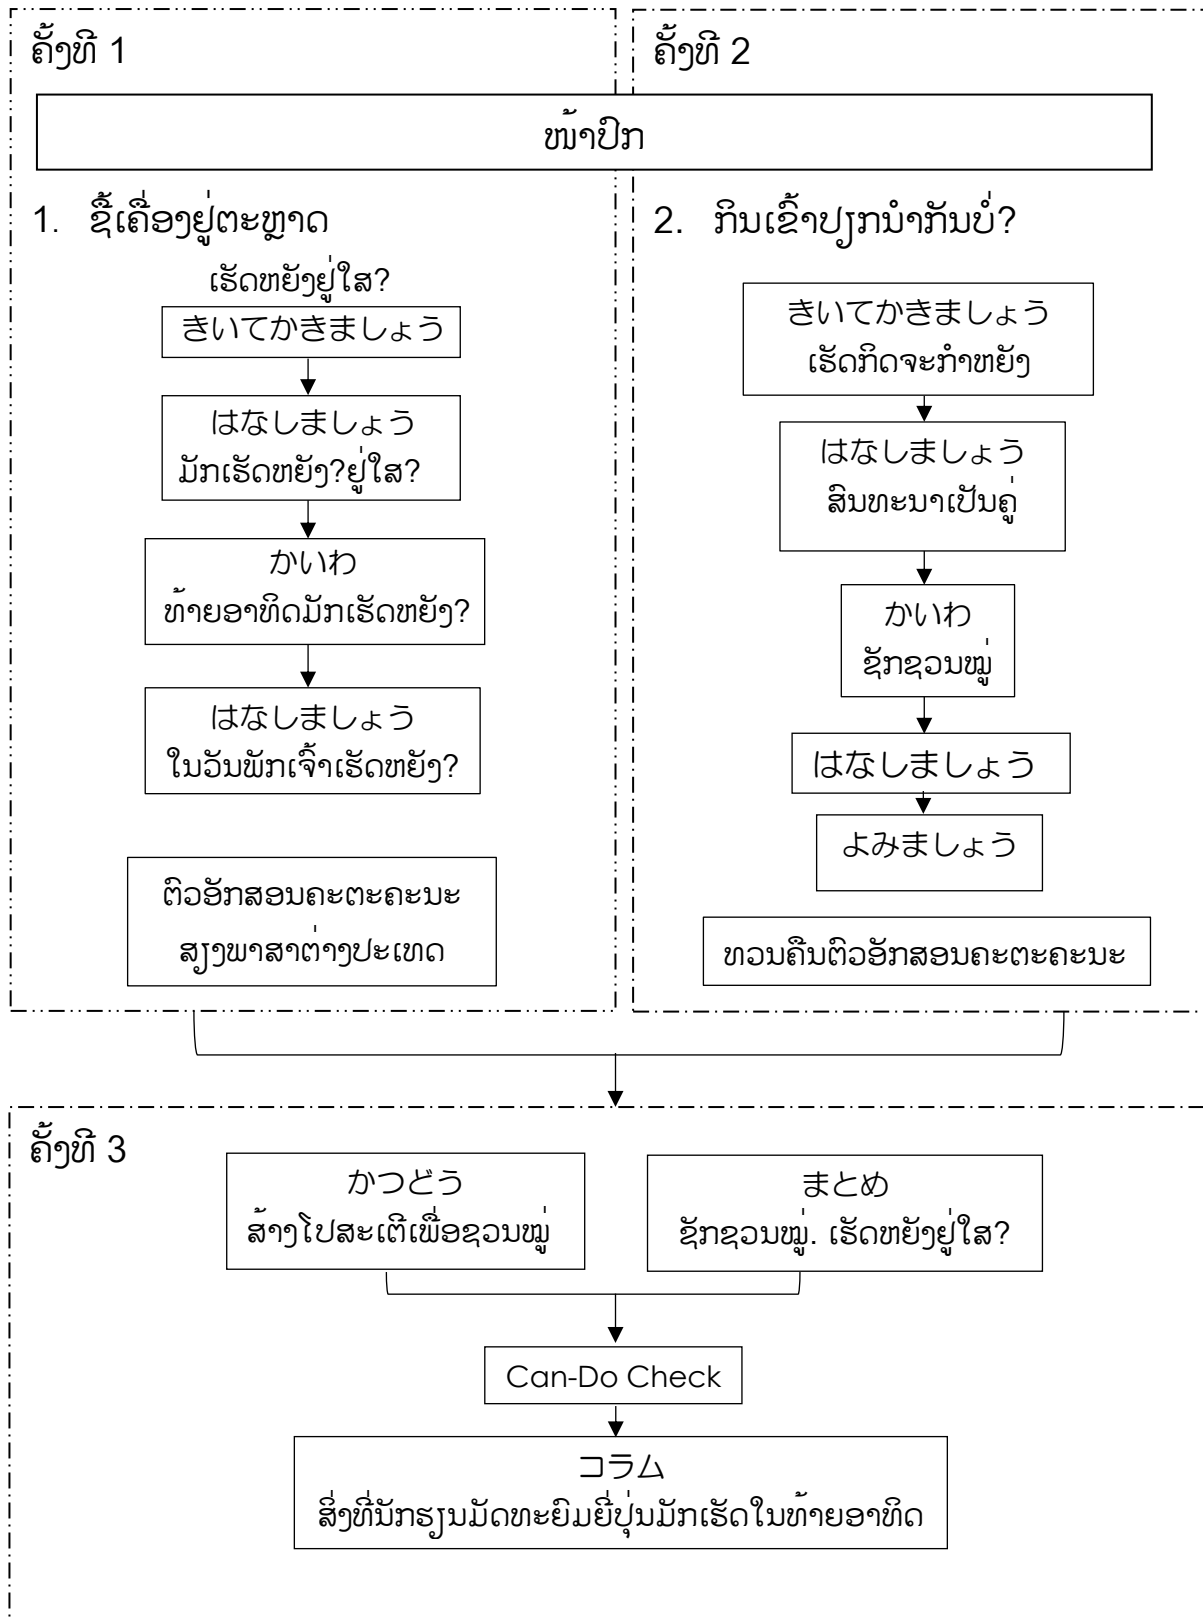 ຄັ້ງທີ 1
ຄັ້ງທີ 2
ໜ້າປົກ
1. ຊື້ເຄື່ອງຢູ່ຕະຫຼາດ
ເຮັດຫຍັງຢູ່ໃສ?
きいてかきましょう
はなしましょう
ມັກເຮັດຫຍັງ?ຢູ່ໃສ?
かいわ
ທ້າຍອາທິດມັກເຮັດຫຍັງ?
はなしましょう
ໃນວັນພັກເຈົ້າເຮັດຫຍັງ?
ຕົວອັກສອນຄະຕະຄະນະ
ສຽງພາສາຕ່າງປະເທດ
2. ກິນເຂົ້າປຽກນໍາກັນບໍ່?
きいてかきましょう
ເຮັດກິດຈະກໍາຫຍັງ
はなしましょう
ສົນທະນາເປັນຄູ່
かいわ
ຊັກຊວນໝູ່
はなしましょう
よみましょう
ທວນຄືນຕົວອັກສອນຄະຕະຄະນະ
ຄັ້ງທີ 3
かつどう
ສ້າງໂປສະເຕີເພື່ອຊວນໝູ່
まとめ
ຊັກຊວນໝູ່. ເຮັດຫຍັງຢູ່ໃສ?
Can-Do Check
コラム
ສິ່ງທີ່ນັກຮຽນມັດທະຍົມຍີ່ປຸ່ນມັກເຮັດໃນທ້າຍອາທິດ